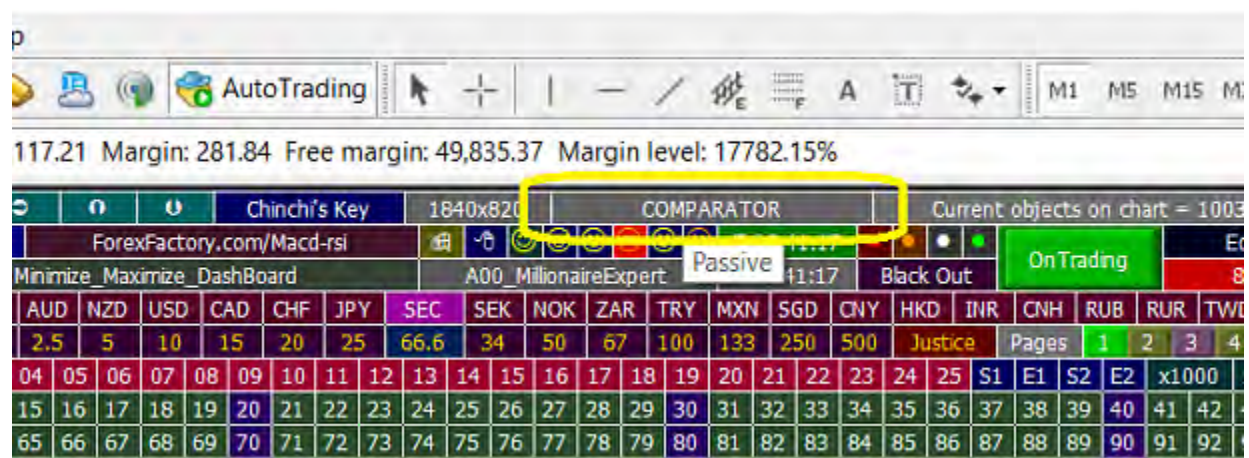 p
AutoTrading E F A T M1 M5 M15
117.21 Margin: 281.84 Free margin: 49,835.37 Margin level: 17782.15%
Chinchi's Key 1840x820 COMPARATOR Current objects on chart = 1003
ForexFactory.com/Macd-rsi 41:17 OnTrading
Passive
Minimize_Maximize_DashBoard A00_MillionaireExpert 41:17 Black Out 8
AUD NZD USD CAD CHF JPY SEC SEK NOK ZAR TRY MXN SGD CNY HKD INR CNH RUB RUR TWD
2.5 5 10 15 20 25 66.6 34 50 67 100 133 250 500 Justice Pages 1 2 3 4
04 05 06 07 08 09 10 11 12 13 14 15 16 17 18 19 20 21 22 23 24 25 S1 E1 S2 E2 x1000
15 16 17 18 19 20 21 22 23 24 25 26 27 28 29 30 31 32 33 34 35 36 37 38 39 40 41 42
65 66 67 68 69 70 71 72 73 74 75 76 77 78 79 80 81 82 83 84 85 86 87 88 89 90 91 92